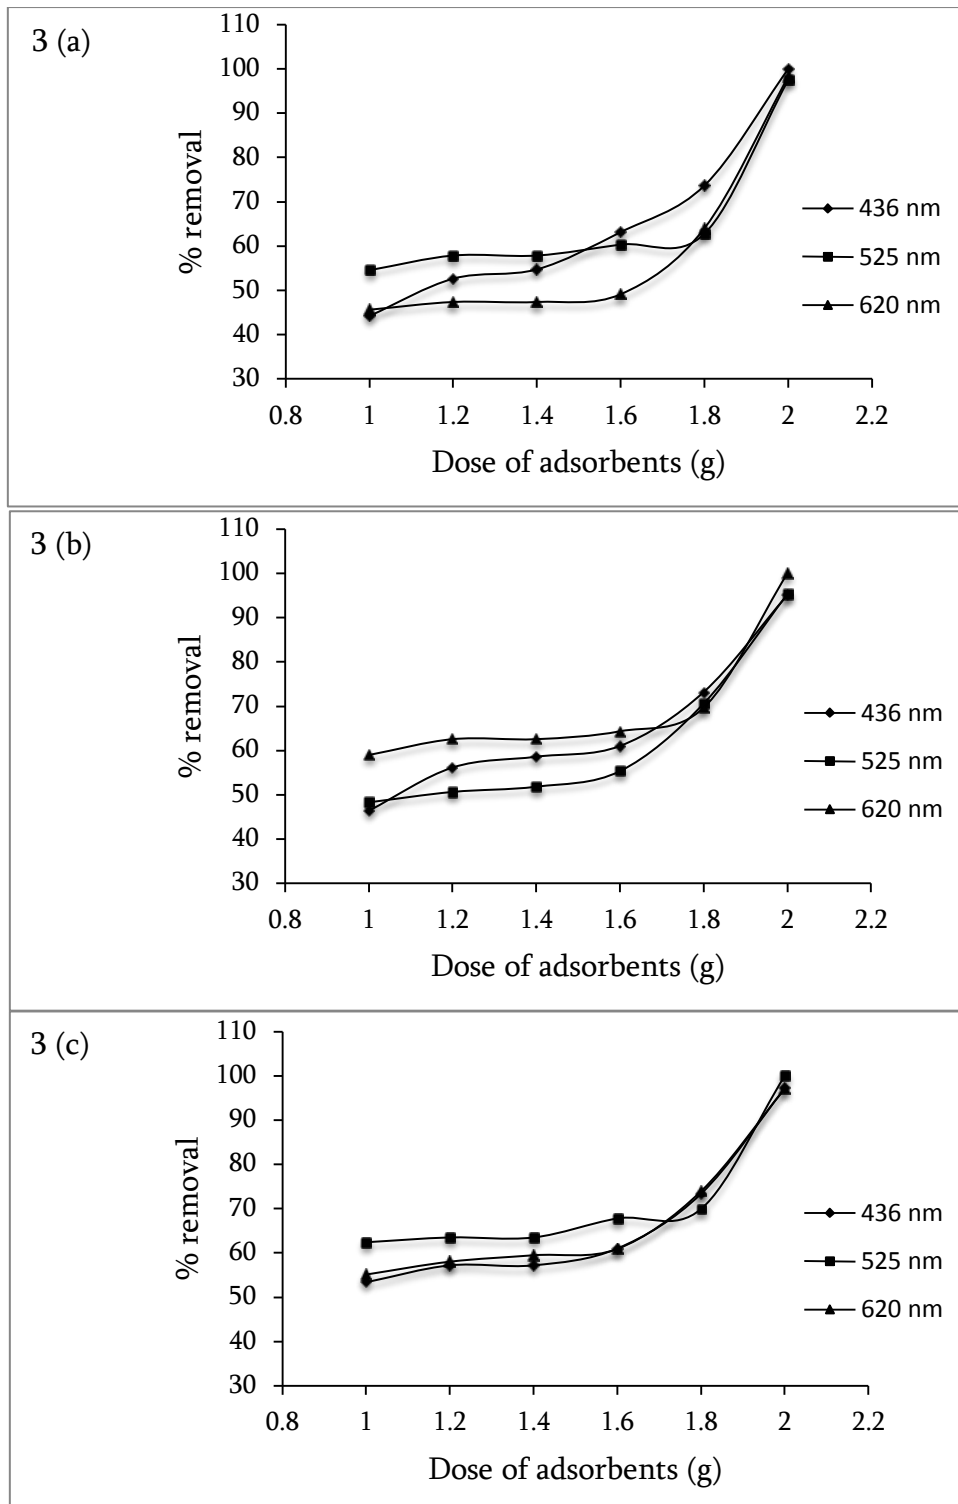 3 (a)
110
100
90
80
70
60
50
40
30
% removal
0.8 1 1.2 1.4 1.6 1.8 2 2.2
Dose of adsorbents (g)
436 nm
525 nm
620 nm
3 (b)
110
100
90
80
70
60
50
40
30
% removal
0.8 1 1.2 1.4 1.6 1.8 2 2.2
Dose of adsorbents (g)
436 nm
525 nm
620 nm
3 (c)
110
100
90
80
70
60
50
40
30
% removal
0.8 1 1.2 1.4 1.6 1.8 2 2.2
Dose of adsorbents (g)
436 nm
525 nm
620 nm